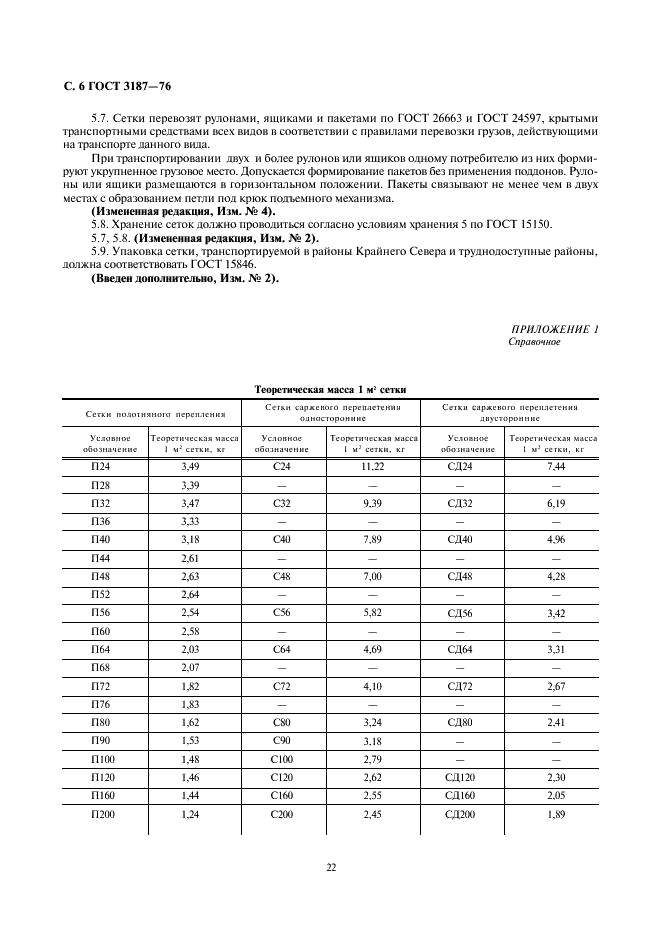 С. 6 ГОСТ 3187—76
5.7. Сетки перевозят рулонами, ящиками и пакетами по ГОСТ 26663 и ГОСТ 24597, крытыми
транспортными средствами всех видов в соответствии с правилами перевозки грузов, действующими
на транспорте данного вида.
При транспортировании двух и более рулонов или ящиков одному потребителю из них форми-
руют укрупненное грузовое место. Допускается формирование пакетов без применения поддонов. Руло-
ны или ящики размещаются в горизонтальном положении. Пакеты связывают не менее чем в двух
местах с образованием петли под крюк подъемного механизма.
(Измененная редакция, Изм. № 4).
5.8. Хранение сеток должно проводиться согласно условиям хранения 5 по ГОСТ 15150.
5.7, 5.8. (Измененная редакция, Изм. № 2).
5.9. Упаковка сетки, транспортируемой в районы Крайнего Севера и труднодоступные районы,
должна соответствовать ГОСТ 15846.
(Введен дополнительно, Изм. № 2).
ПРИЛОЖЕНИЕ 1
Справочное
Теоретическая масса 1 м² сетки
Сетки полотняного перепления Сетки саржевого переплетения Сетки саржевого переплетения
односторонние двусторонние
Условное Теоретическая масса Условное Теоретическая масса Условное Теоретическая масса
обозначение 1 м² сетки, кг обозначение 1 м² сетки, кг обозначение 1 м² сетки, кг
П24 3,49 С24 11,22 СД24 7,44
П28 3,39 — — — —
П32 3,47 С32 9,39 СД32 6,19
П36 3,33 — — — —
П40 3,18 С40 7,89 СД40 4,96
П44 2,61 — — — —
П48 2,63 С48 7,00 СД48 4,28
П52 2,64 — — — —
П56 2,54 С56 5,82 СД56 3,42
П60 2,58 — — — —
П64 2,03 С64 4,69 СД64 3,31
П68 2,07 — — — —
П72 1,82 С72 4,10 СД72 2,67
П76 1,83 — — — —
П80 1,62 С80 3,24 СД80 2,41
П90 1,53 С90 3,18 — —
П100 1,48 С100 2,79 — —
П120 1,46 С120 2,62 СД120 2,30
П160 1,44 С160 2,55 СД160 2,05
П200 1,24 С200 2,45 СД200 1,89
22